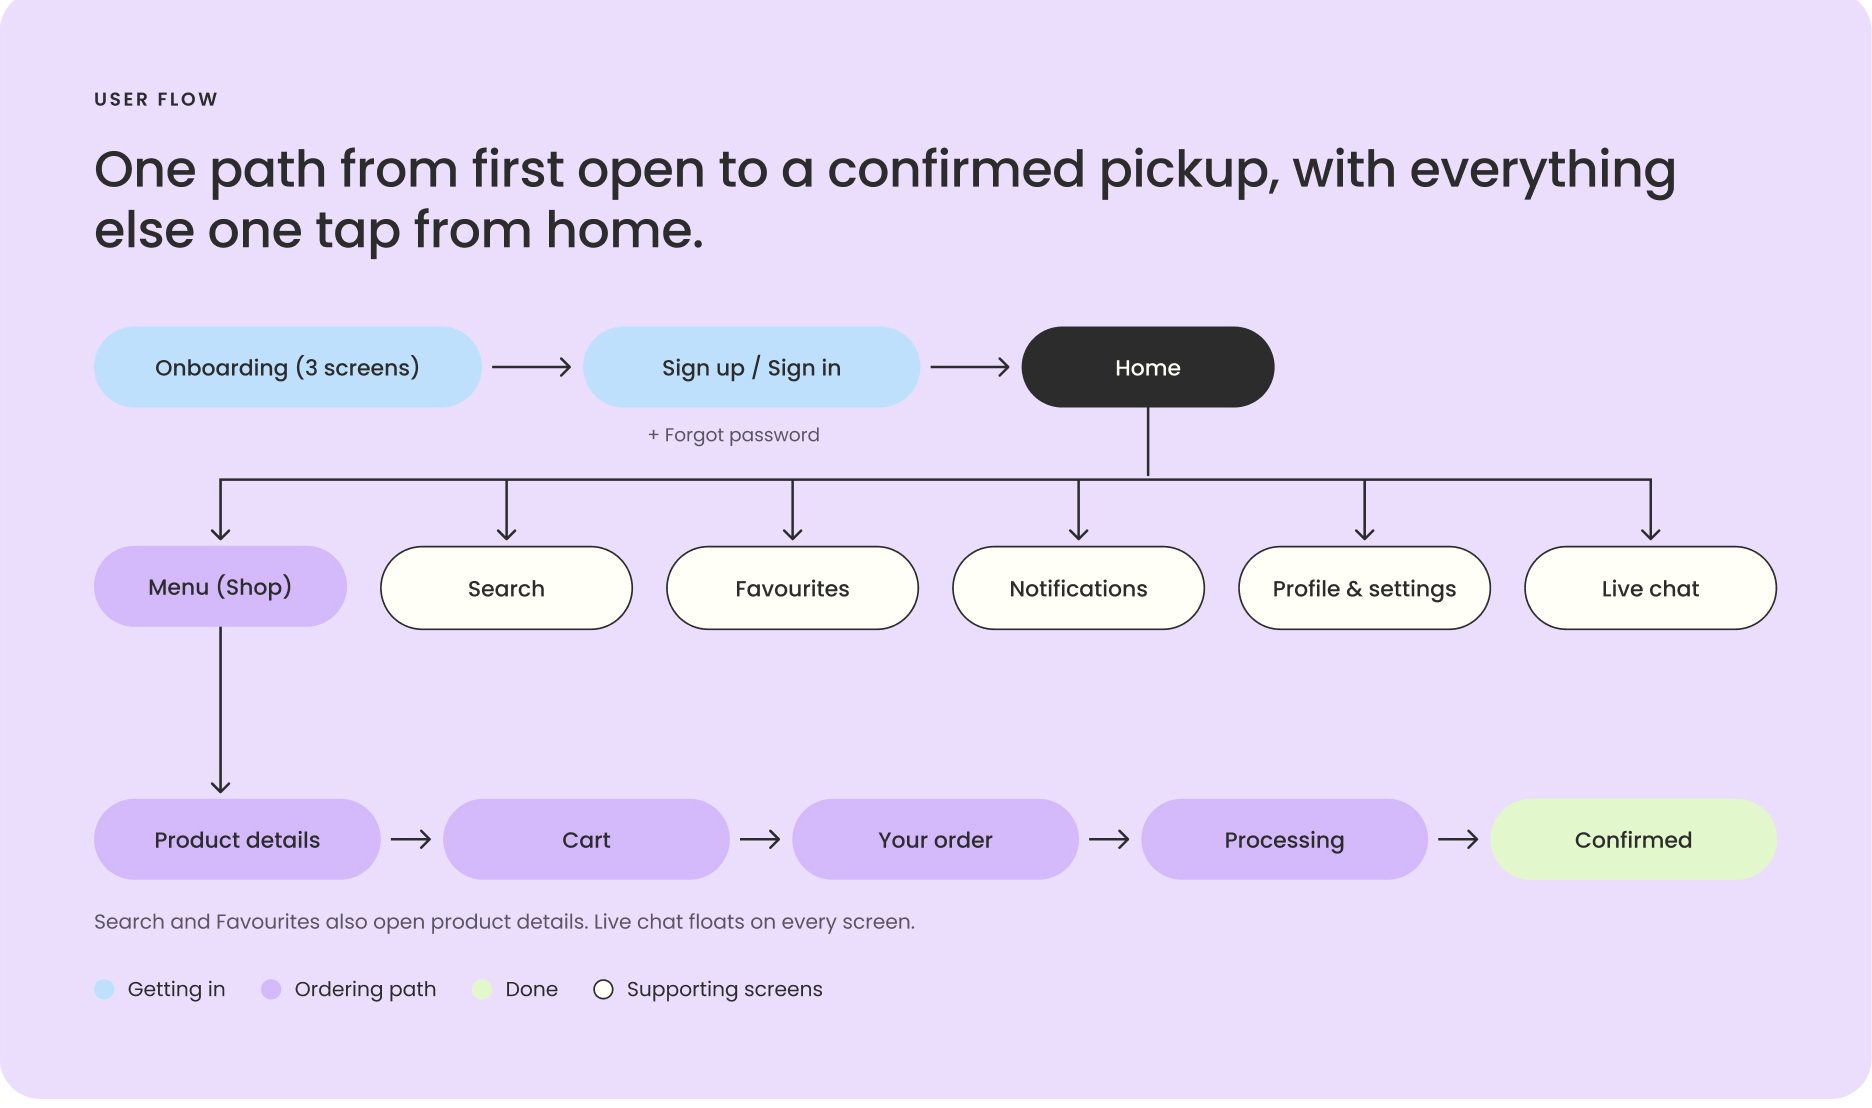 USER FLOW
One path from first open to a confirmed pickup, with everything
else one tap from home.
Onboarding (3 screens)
Sign up / Sign in
Home
+ Forgot password
Menu (Shop)
Search
Favourites
Notifications
Profile & settings
Live chat
Product details
Cart
Your order
Processing
Confirmed
Search and Favourites also open product details. Live chat floats on every screen.
Getting in
Ordering path
Done
Supporting screens